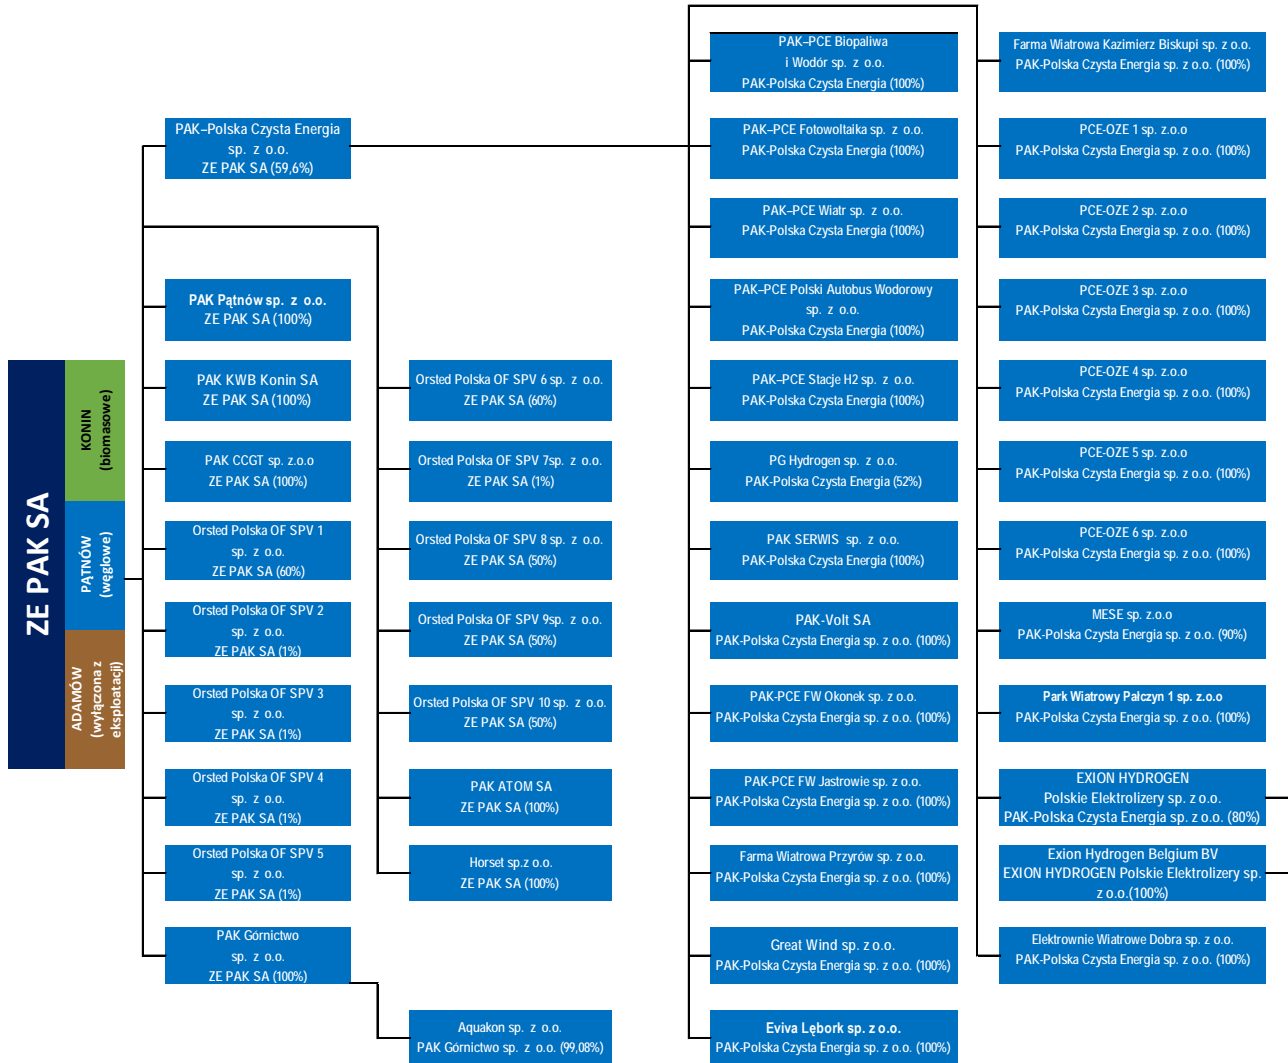 ZE PAK SA
KONIN
(biomasowe)
PĄTNÓW
(węglowe)
ADAMÓW
(wyłączona z
eksploatacji)
PAK–Polska Czysta Energia
sp. z o.o.
ZE PAK SA (59,6%)
PAK Pątnów sp. z o.o.
ZE PAK SA (100%)
PAK KWB Konin SA
ZE PAK SA (100%)
PAK CCGT sp. z.o.o
ZE PAK SA (100%)
Orsted Polska OF SPV 1
sp. z o.o.
ZE PAK SA (60%)
Orsted Polska OF SPV 2
sp. z o.o.
ZE PAK SA (1%)
Orsted Polska OF SPV 3
sp. z o.o.
ZE PAK SA (1%)
Orsted Polska OF SPV 4
sp. z o.o.
ZE PAK SA (1%)
Orsted Polska OF SPV 5
sp. z o.o.
ZE PAK SA (1%)
PAK Górnictwo
sp. z o.o.
ZE PAK SA (100%)
Orsted Polska OF SPV 6 sp. z o.o.
ZE PAK SA (60%)
Orsted Polska OF SPV 7sp. z o.o.
ZE PAK SA (1%)
Orsted Polska OF SPV 8 sp. z o.o.
ZE PAK SA (50%)
Orsted Polska OF SPV 9sp. z o.o.
ZE PAK SA (50%)
Orsted Polska OF SPV 10 sp. z o.o.
ZE PAK SA (50%)
PAK ATOM SA
ZE PAK SA (100%)
Horset sp.z o.o.
ZE PAK SA (100%)
Aquakon sp. z o.o.
PAK Górnictwo sp. z o.o. (99,08%)
PAK–PCE Biopaliwa
i Wodór sp. z o.o.
PAK-Polska Czysta Energia (100%)
PAK–PCE Fotowoltaika sp. z o.o.
PAK-Polska Czysta Energia (100%)
PAK–PCE Wiatr sp. z o.o.
PAK-Polska Czysta Energia (100%)
PAK–PCE Polski Autobus Wodorowy
sp. z o.o.
PAK-Polska Czysta Energia (100%)
PAK–PCE Stacje H2 sp. z o.o.
PAK-Polska Czysta Energia (100%)
PG Hydrogen sp. z o.o.
PAK-Polska Czysta Energia (52%)
PAK SERWIS sp. z o.o.
PAK-Polska Czysta Energia (100%)
PAK-Volt SA
PAK-Polska Czysta Energia sp. z o.o. (100%)
PAK-PCE FW Okonek sp. z o.o.
PAK-Polska Czysta Energia sp. z o.o. (100%)
PAK-PCE FW Jastrowie sp. z o.o.
PAK-Polska Czysta Energia sp. z o.o. (100%)
Farma Wiatrowa Przyrów sp. z o.o.
PAK-Polska Czysta Energia sp. z o.o. (100%)
Great Wind sp. z o.o.
PAK-Polska Czysta Energia sp. z o.o. (100%)
Eviva Lębork sp. z o.o.
PAK-Polska Czysta Energia sp. z o.o. (100%)
Farma Wiatrowa Kazimierz Biskupi sp. z o.o.
PAK-Polska Czysta Energia sp. z o.o. (100%)
PCE-OZE 1 sp. z.o.o
PAK-Polska Czysta Energia sp. z o.o. (100%)
PCE-OZE 2 sp. z.o.o
PAK-Polska Czysta Energia sp. z o.o. (100%)
PCE-OZE 3 sp. z.o.o
PAK-Polska Czysta Energia sp. z o.o. (100%)
PCE-OZE 4 sp. z.o.o
PAK-Polska Czysta Energia sp. z o.o. (100%)
PCE-OZE 5 sp. z.o.o
PAK-Polska Czysta Energia sp. z o.o. (100%)
PCE-OZE 6 sp. z.o.o
PAK-Polska Czysta Energia sp. z o.o. (100%)
MESE sp. z.o.o
PAK-Polska Czysta Energia sp. z o.o. (90%)
Park Wiatrowy Pałczyn 1 sp. z.o.o
PAK-Polska Czysta Energia sp. z o.o. (100%)
EXION HYDROGEN
Polskie Elektrolizery sp. z o.o.
PAK-Polska Czysta Energia sp. z o.o. (80%)
Exion Hydrogen Belgium BV
EXION HYDROGEN Polskie Elektrolizery sp.
z o.o.(100%)
Elektrownie Wiatrowe Dobra sp. z o.o.
PAK-Polska Czysta Energia sp. z o.o. (100%)